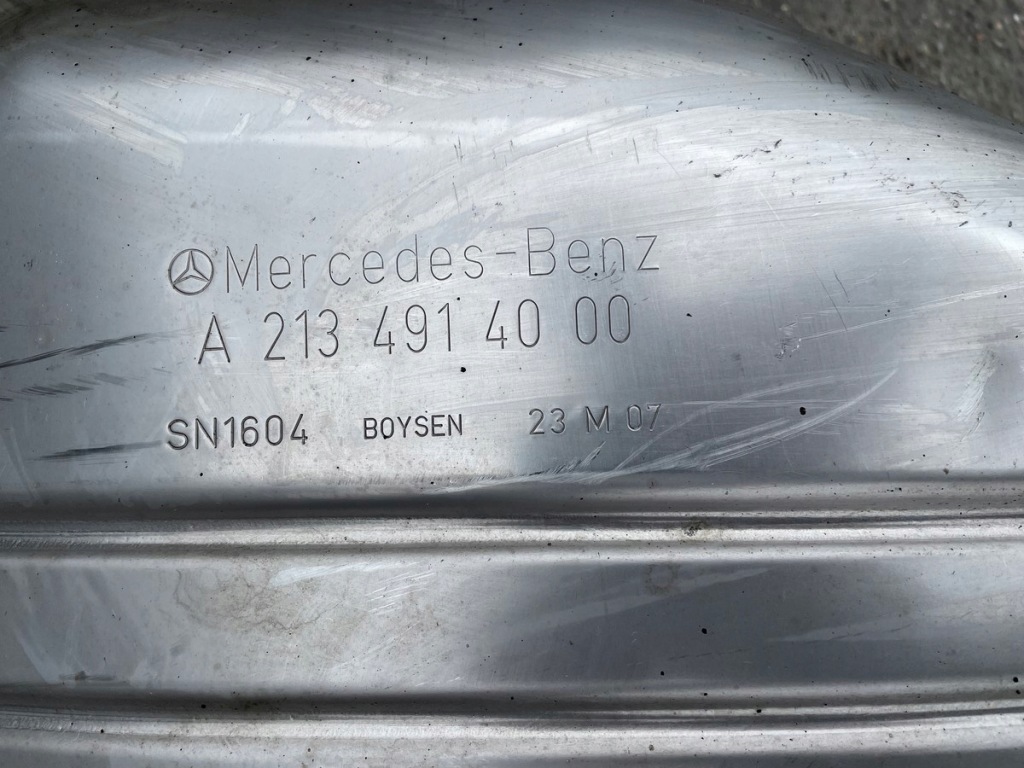 Mercedes-Benz
A 213 491 40 00
SN1604 BOYSEN 23 M 07